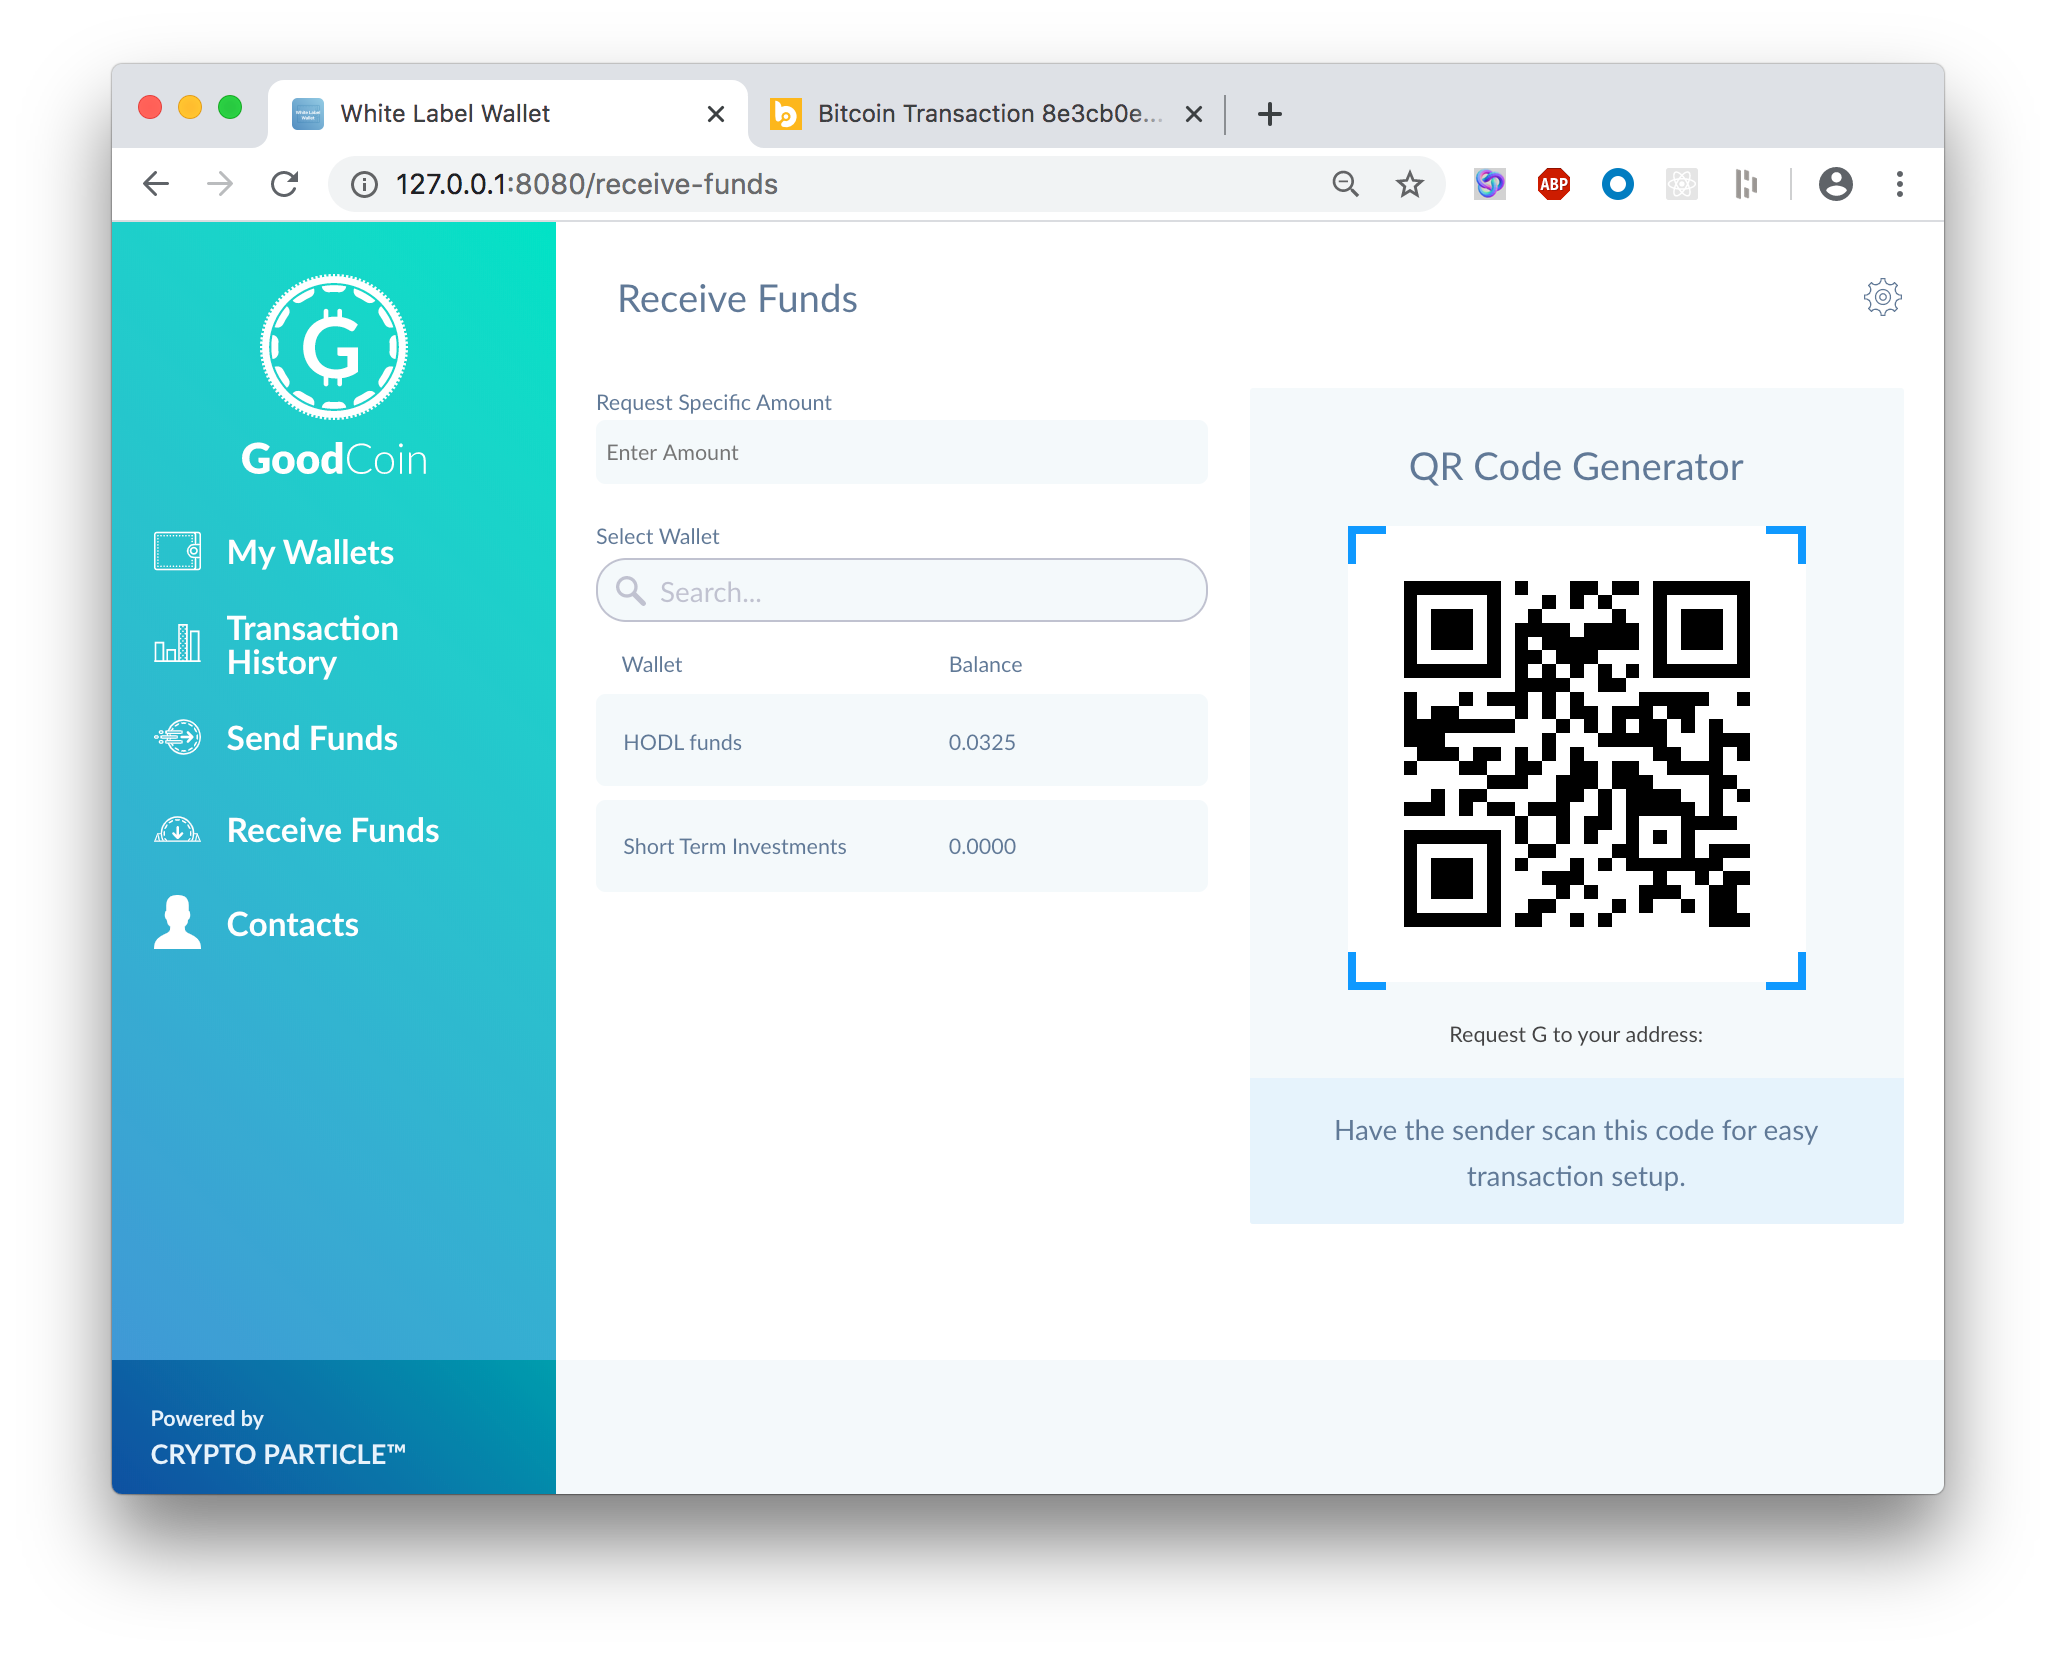 White Label Wallet
Bitcoin Transaction 8e3cb0e...
127.0.0.1:8080/receive-funds
ABP
G
GoodCoin
My Wallets
Transaction
History
Send Funds
Receive Funds
Contacts
Powered by
CRYPTO PARTICLE™
Receive Funds
Request Specific Amount
Enter Amount
Select Wallet
Search...
Wallet Balance
HODL funds 0.0325
Short Term Investments 0.0000
QR Code Generator
Request G to your address:
Have the sender scan this code for easy
transaction setup.